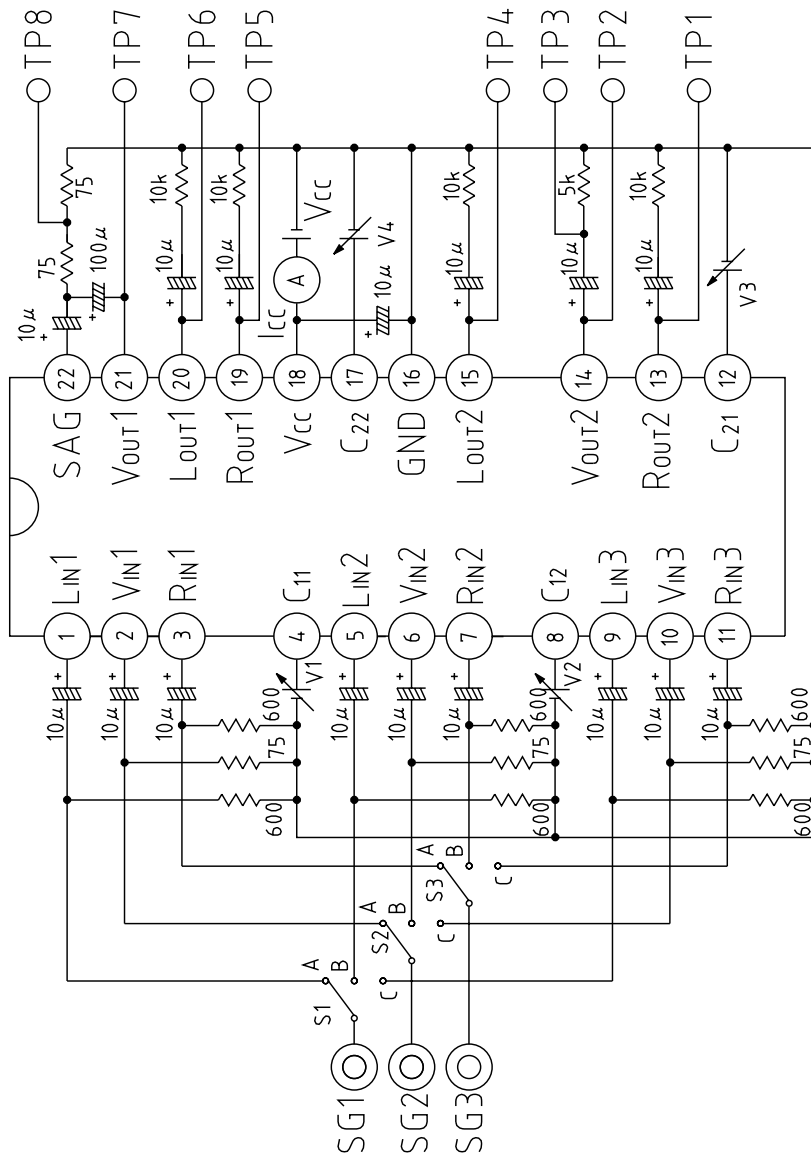 TP8
TP7
TP6
TP5
TP4
TP3
TP2
TP1
75
75
100μ
10μ
+
+
10k
10μ
+
10k
10μ
+
VCC
A
ICC
V4
10μ
+
10k
10μ
+
5k
10μ
+
10k
10μ
+
V3
22
21
20
19
18
17
16
15
14
13
12
SAG
VOUT1
LOUT1
ROUT1
VCC
C22
GND
LOUT2
VOUT2
ROUT2
C21
LIN1
VIN1
RIN1
C11
LIN2
VIN2
RIN2
C12
LIN3
VIN3
RIN3
1
2
3
4
5
6
7
8
9
10
11
10μ +
10μ +
10μ +
V1
10μ +
10μ +
10μ +
V2
10μ +
10μ +
10μ +
600
75
600
600
75
600
600
75
600
A
B
C
S1
A
B
C
S2
A
B
C
S3
SG1
SG2
SG3